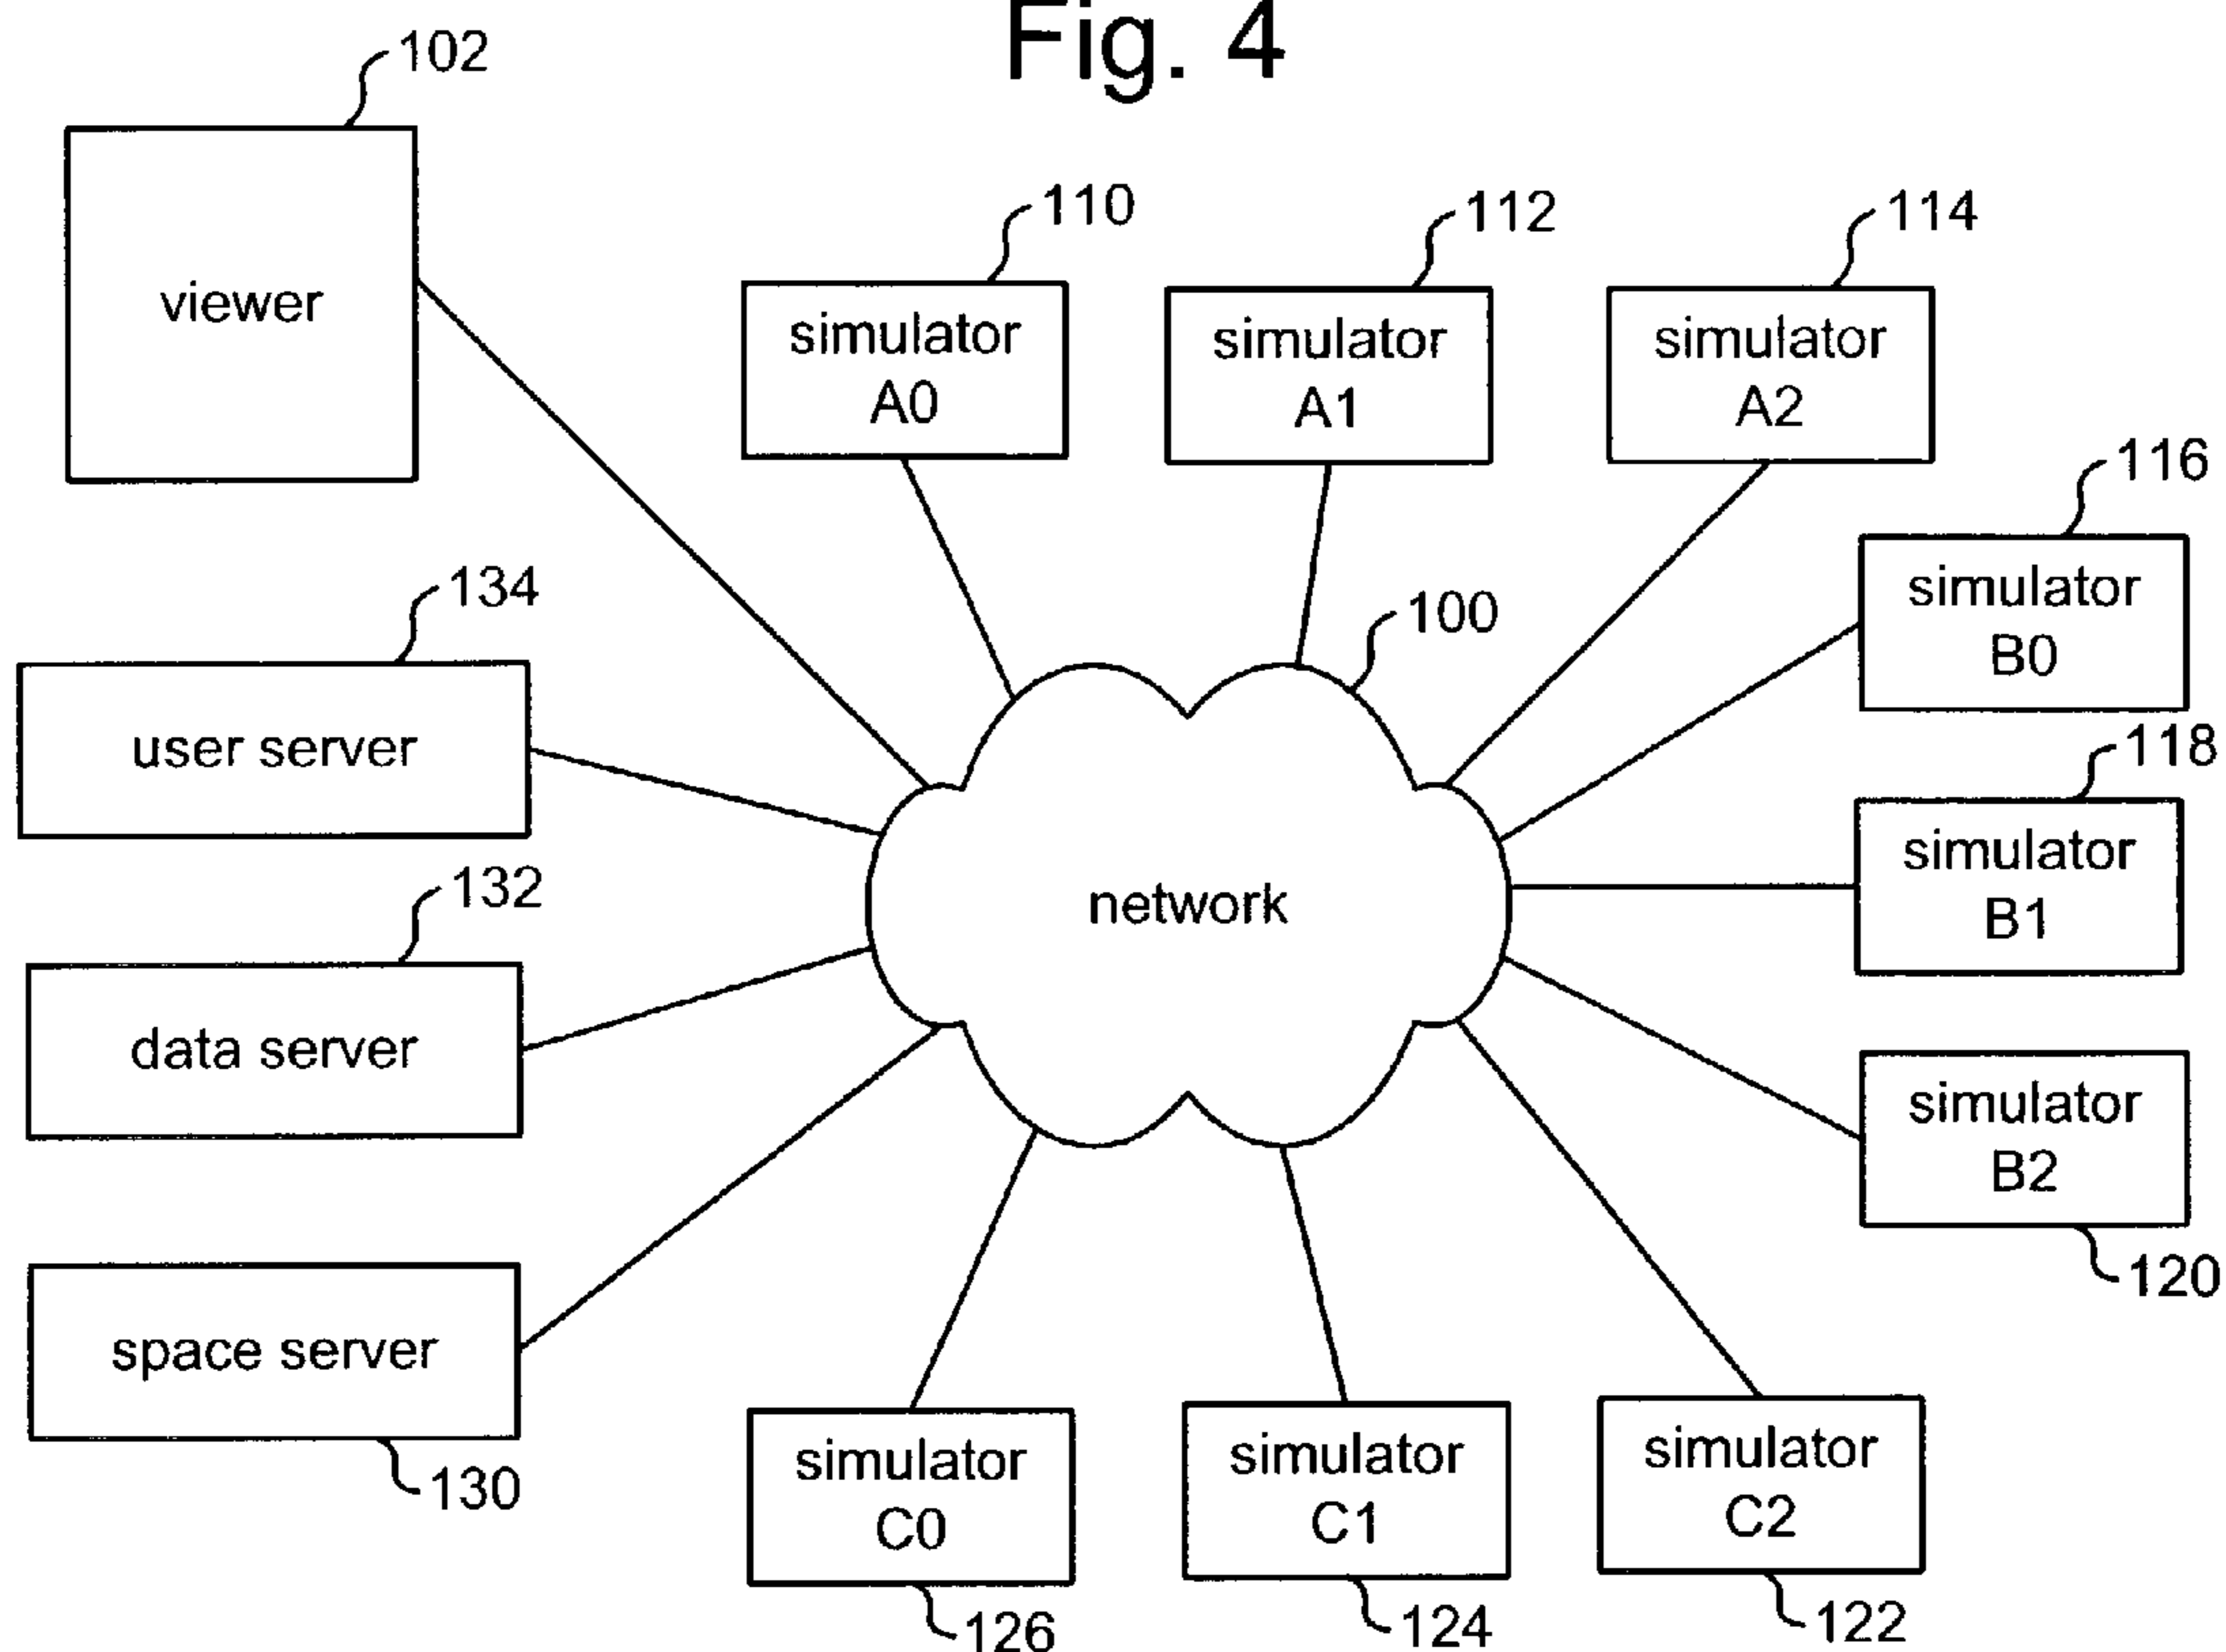 Fig. 4
102
viewer
110
simulator
A0
112
simulator
A1
114
simulator
A2
116
simulator
B0
134
user server
100
network
118
simulator
B1
132
data server
simulator
B2
120
space server
130
simulator
C0
126
simulator
C1
124
simulator
C2
122